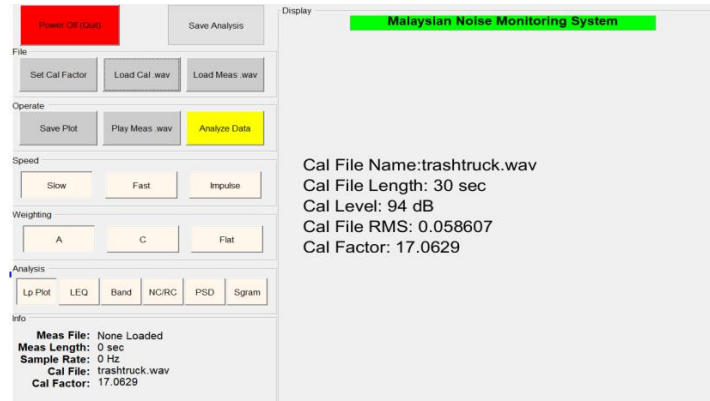 Power Off (Quit)
Save Analysis
Display
Malaysian Noise Monitoring System
File
Set Cal Factor
Load Cal .wav
Load Meas .wav
Operate
Save Plot
Play Meas .wav
Analyze Data
Speed
Slow
Fast
Impulse
Weighting
A
C
Flat
Analysis
Lp Plot
LEQ
Band
NC/RC
PSD
Sgram
Info
Meas File: None Loaded
Meas Length: 0 sec
Sample Rate: 0 Hz
Cal File: trashtruck.wav
Cal Factor: 17.0629
Cal File Name:trashtruck.wav
Cal File Length: 30 sec
Cal Level: 94 dB
Cal File RMS: 0.058607
Cal Factor: 17.0629